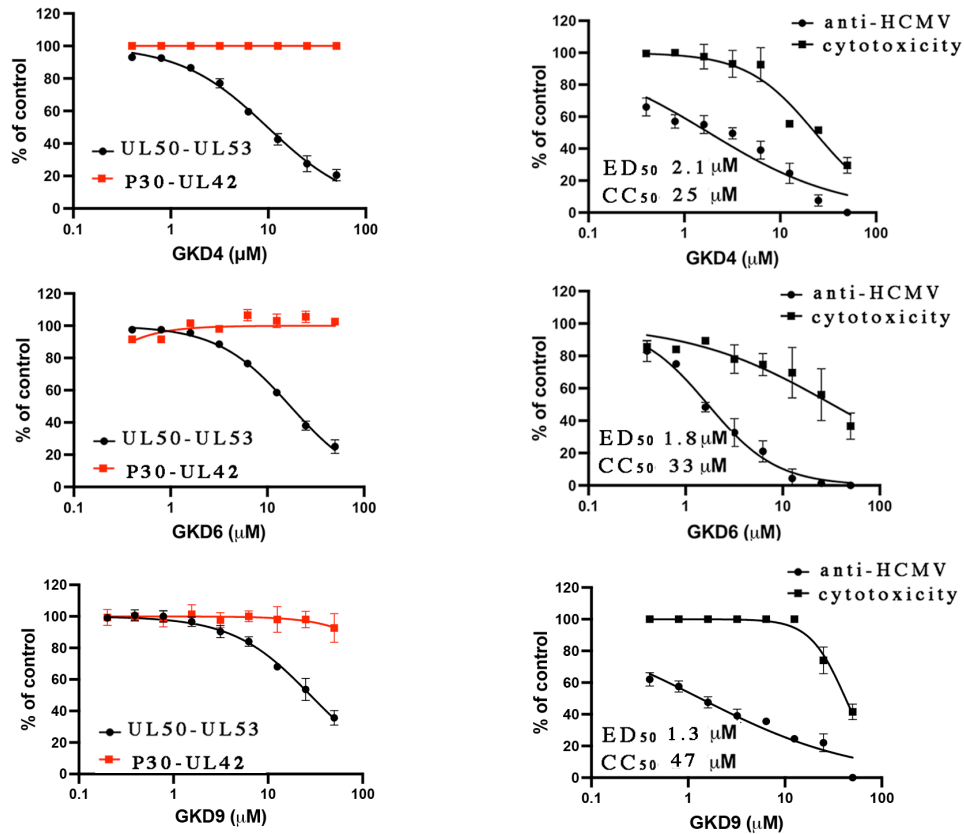 120
100
80
60
40
20
0
% of control
UL50-UL53
P30-UL42
0.1
1
10
100
GKD4 (µM)
anti-HCMV
cytotoxicity
120
100
80
60
40
20
0
% of control
ED50 2.1 µM
CC50 25 µM
0.1
1
10
100
GKD4 (µM)
120
100
80
60
40
20
0
% of control
UL50-UL53
P30-UL42
0.1
1
10
100
GKD6 (µM)
anti-HCMV
cytotoxicity
120
100
80
60
40
20
0
% of control
ED50 1.8 µM
CC50 33 µM
0.1
1
10
100
GKD6 (µM)
120
100
80
60
40
20
0
% of control
UL50-UL53
P30-UL42
0.1
1
10
100
GKD9 (µM)
anti-HCMV
cytotoxicity
120
100
80
60
40
20
0
% of control
ED50 1.3 µM
CC50 47 µM
0.1
1
10
100
GKD9 (µM)